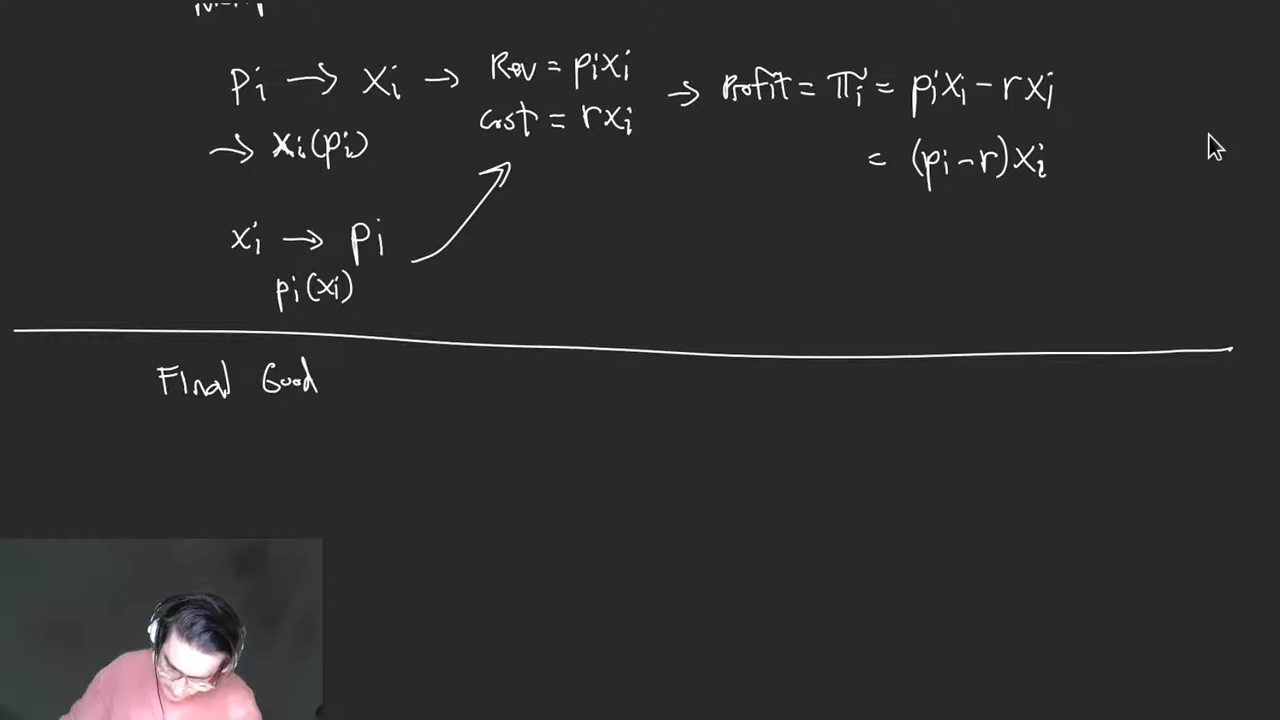 pi → xi → Rev = pixi → Profit = πi = pixi - rxi
Cost = rxi
→ xi(pi)
= (pi - r)xi
xi → pi
pi(xi)
Final Good